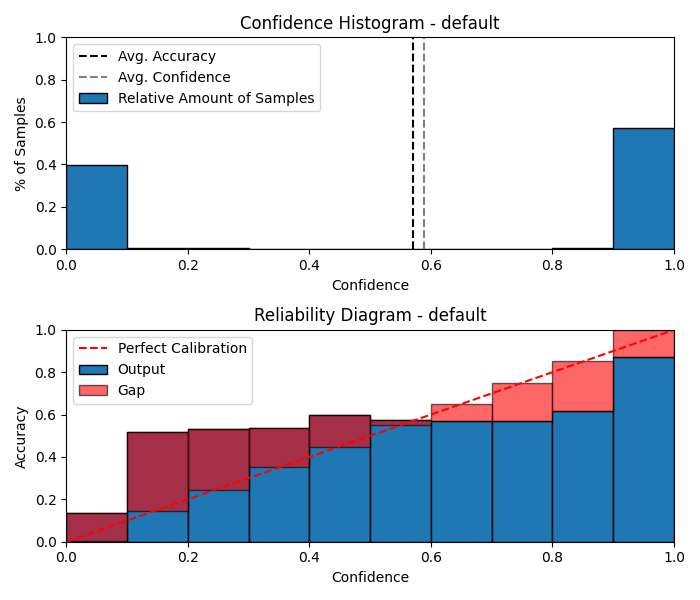 Confidence Histogram - default
1.0
0.8
0.6
0.4
0.2
0.0
% of Samples
Avg. Accuracy
Avg. Confidence
Relative Amount of Samples
0.0 0.2 0.4 0.6 0.8 1.0
Confidence
Reliability Diagram - default
1.0
0.8
0.6
0.4
0.2
0.0
Accuracy
Perfect Calibration
Output
Gap
0.0 0.2 0.4 0.6 0.8 1.0
Confidence